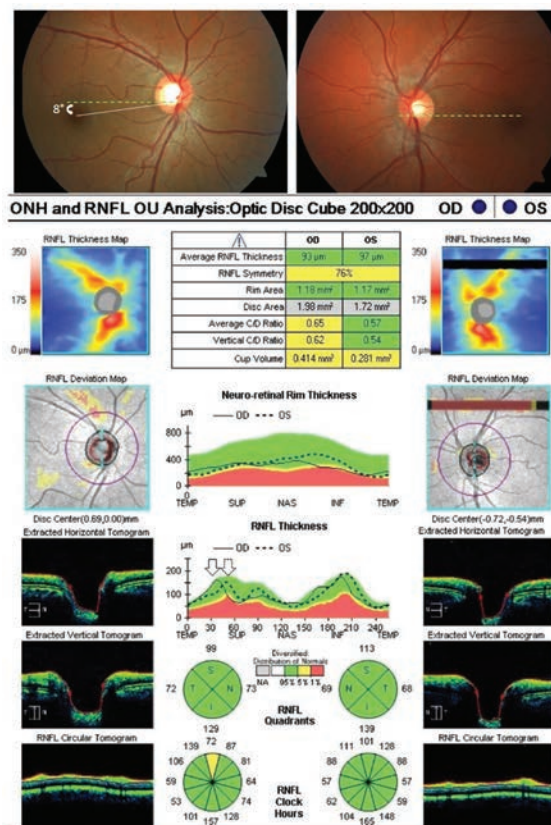 8°
ONH and RNFL OU Analysis:Optic Disc Cube 200x200 OD OS
RNFL Thickness Map
350
175
0 µm
OD OS
Average RNFL Thickness 93 µm 97 µm
RNFL Symmetry 76%
Rim Area 1.18 mm² 1.17 mm²
Disc Area 1.98 mm² 1.72 mm²
Average C/D Ratio 0.65 0.57
Vertical C/D Ratio 0.62 0.54
Cup Volume 0.414 mm³ 0.281 mm³
RNFL Thickness Map
350
175
0 µm
RNFL Deviation Map
Disc Center(0.69,0.00)mm
Neuro-retinal Rim Thickness
µm OD OS
800
400
0
TEMP SUP NAS INF TEMP
RNFL Deviation Map
Disc Center(-0.72,-0.54)mm
Extracted Horizontal Tomogram
RNFL Thickness
µm OD OS
200
100
0
0 30 60 90 120 150 180 210 240
TEMP SUP NAS INF TEMP
Extracted Horizontal Tomogram
Extracted Vertical Tomogram
Diversified:
Distribution of Normals
NA 95% 5% 1%
99
72 S T N I 73
129
RNFL
Quadrants
113
69 S N T I 68
139
Extracted Vertical Tomogram
RNFL Circular Tomogram
72
139 87
106 81
59 64
53 74
101 128
157
RNFL
Clock
Hours
101
111 128
88 88
57 57
62 59
104 148
165
RNFL Circular Tomogram